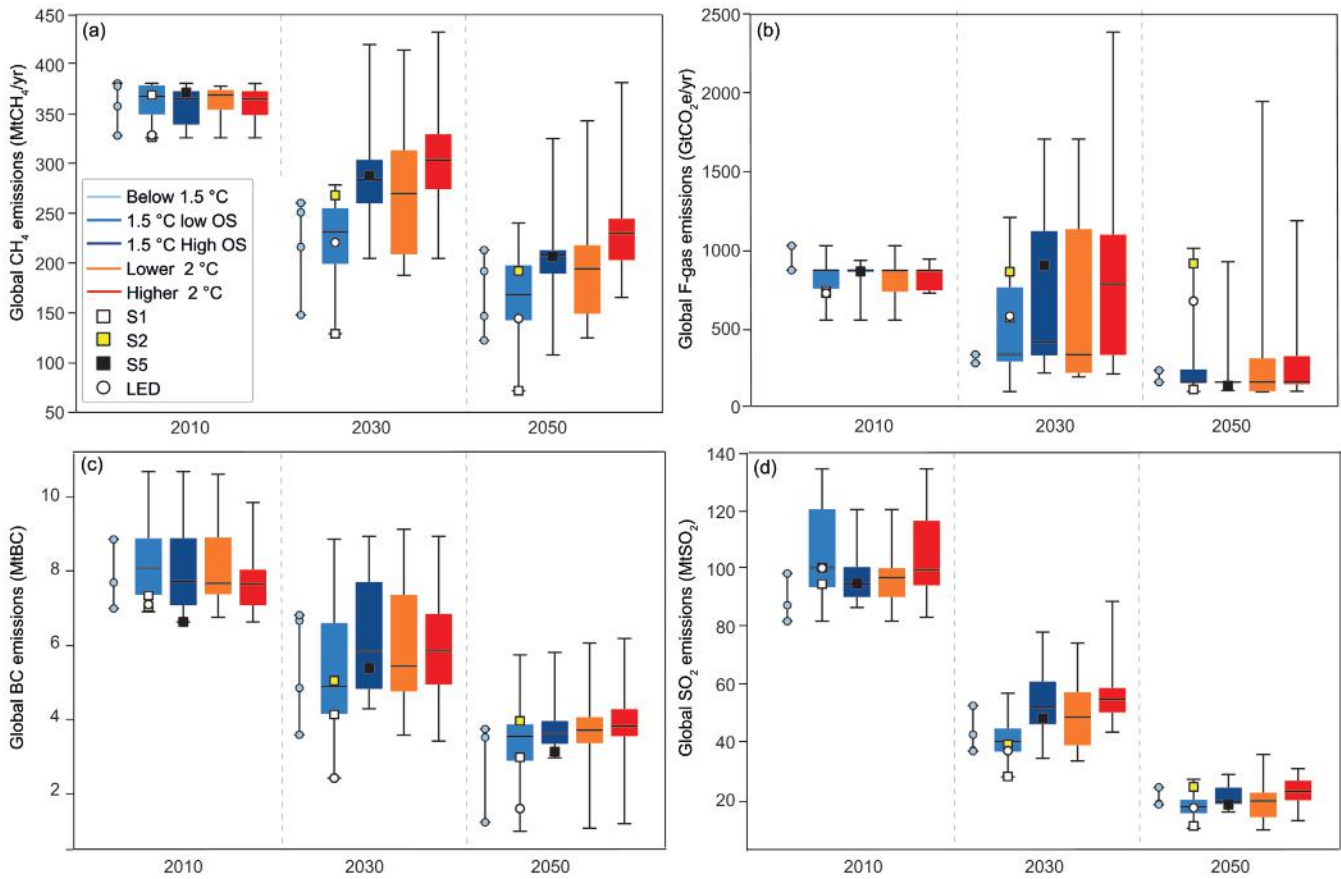 (a)
Global CH₄ emissions (MtCH₄/yr)
450
400
350
300
250
200
150
100
50
Below 1.5 °C
1.5 °C low OS
1.5 °C High OS
Lower 2 °C
Higher 2 °C
S1
S2
S5
LED
2010
2030
2050
(b)
Global F-gas emissions (GtCO₂e/yr)
2500
2000
1500
1000
500
0
2010
2030
2050
(c)
Global BC emissions (MtBC)
10
8
6
4
2
2010
2030
2050
(d)
Global SO₂ emissions (MtSO₂)
140
120
100
80
60
40
20
2010
2030
2050